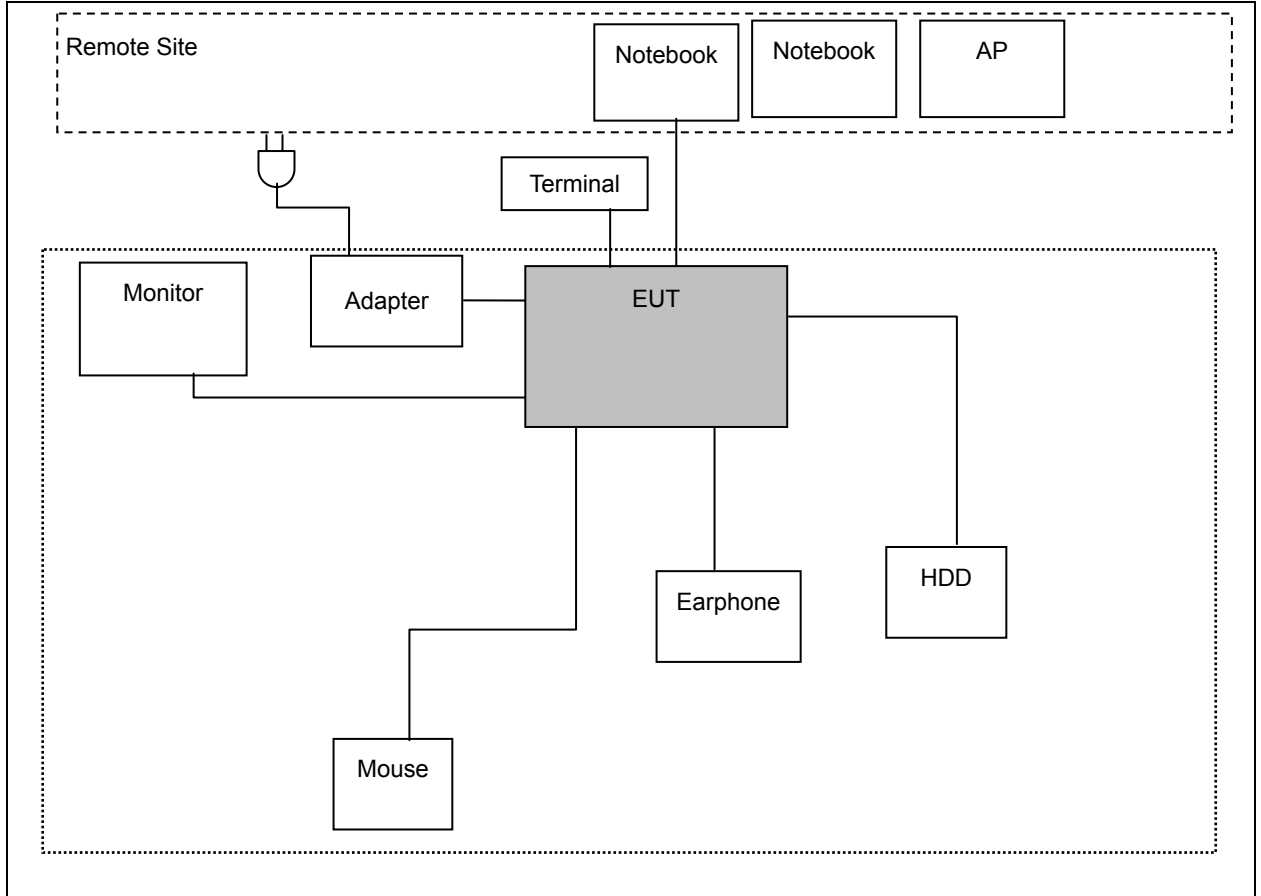 Remote Site
Notebook
Notebook
AP
Terminal
Monitor
Adapter
EUT
HDD
Earphone
Mouse